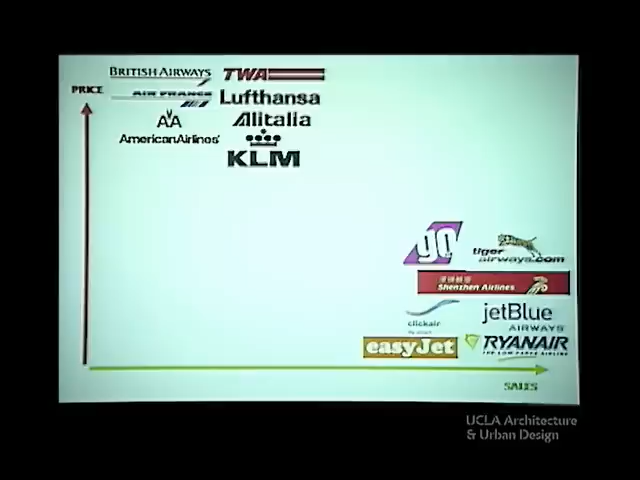 BRITISH AIRWAYS
TWA
PRICE
AIR FRANCE
Lufthansa
AA
Alitalia
AmericanAirlines
KLM
go
tiger
airways.com
Shenzhen Airlines
clickair
jetBlue
AIRWAYS
easyJet
RYANAIR
THE LOW FARES AIRLINE
SALES
UCLA Architecture
& Urban Design